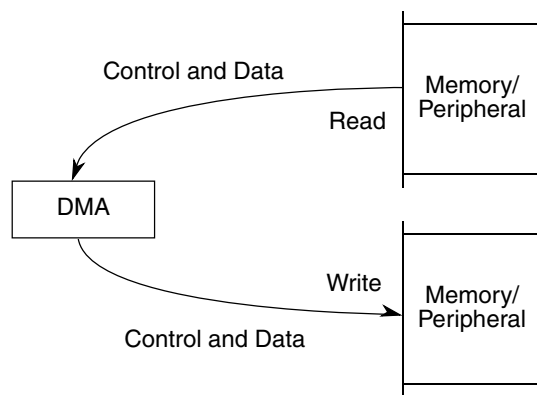 Control and Data
Memory/
Peripheral
Read
DMA
Write
Memory/
Peripheral
Control and Data